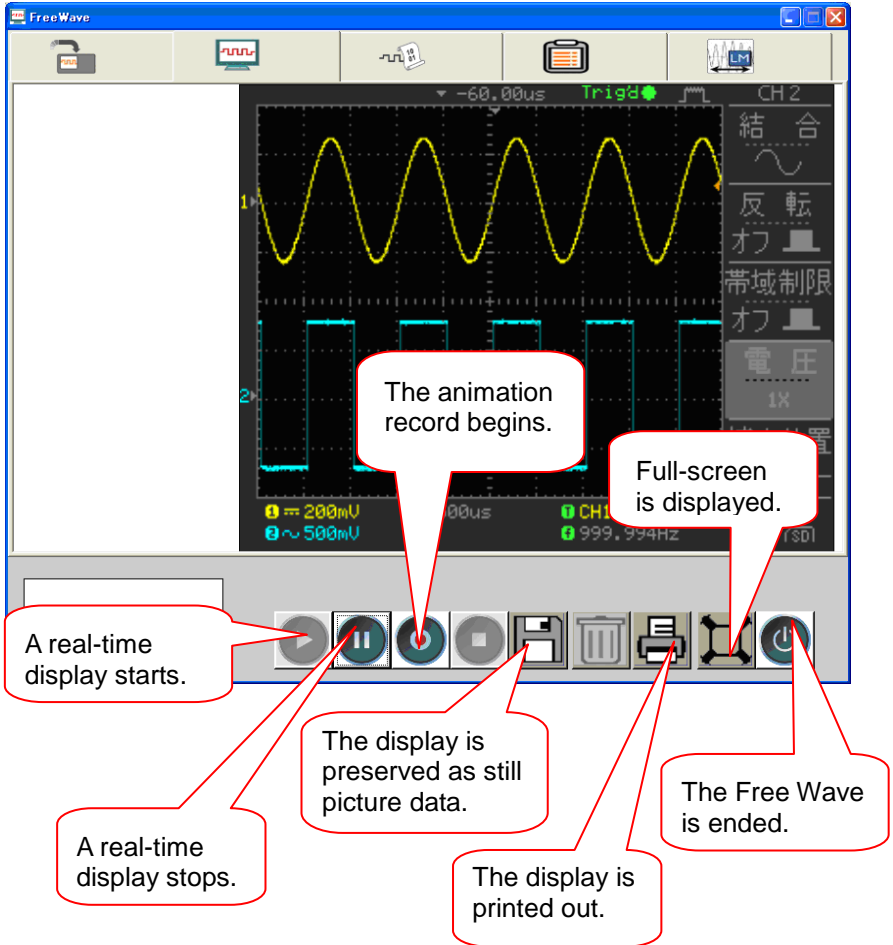 FreeWave
LM
-60.00us Trig'd CH2
結 合
反 転
オフ
帯域制限
オフ
電 圧
1X
1
2
The animation
record begins.
Full-screen
is displayed.
1 200mV
2 500mV
CH1
f 999.994Hz
A real-time
display starts.
The display is
preserved as still
picture data.
A real-time
display stops.
The display is
printed out.
The Free Wave
is ended.